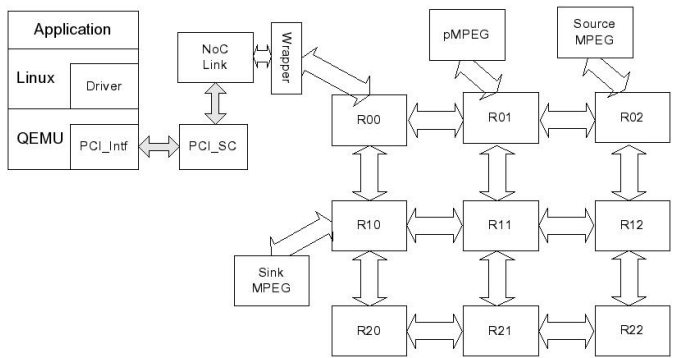 Application
Linux
Driver
QEMU
PCI_Intf
NoC
Link
PCI_SC
Wrapper
pMPEG
Source
MPEG
R00
R01
R02
R10
R11
R12
Sink
MPEG
R20
R21
R22